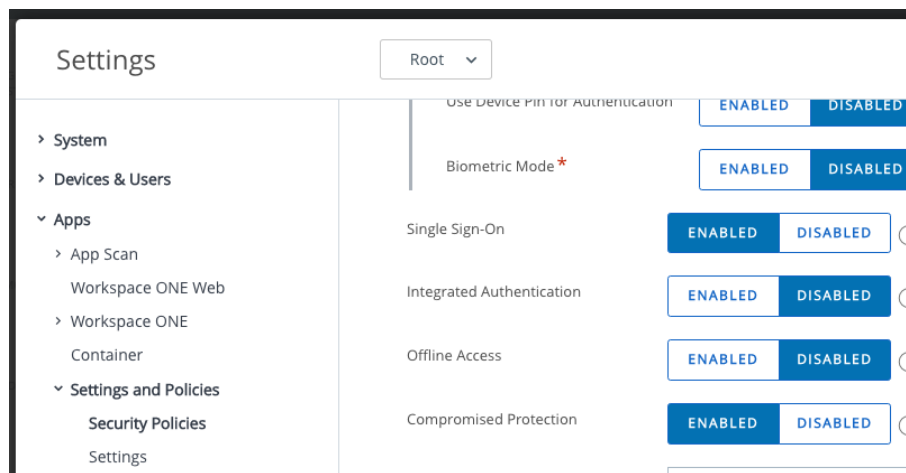 Settings
Root
System
Devices & Users
Apps
App Scan
Workspace ONE Web
Workspace ONE
Container
Settings and Policies
Security Policies
Settings
Use Device Pin for Authentication ENABLED DISABLED
Biometric Mode* ENABLED DISABLED
Single Sign-On ENABLED DISABLED
Integrated Authentication ENABLED DISABLED
Offline Access ENABLED DISABLED
Compromised Protection ENABLED DISABLED